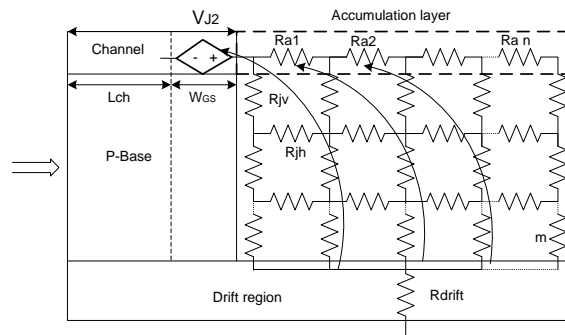 VJ2
Accumulation layer
Channel
- +
Ra1
Ra2
Ra n
Lch
WGS
Rjv
P-Base
Rjh
m
Drift region
Rdrift